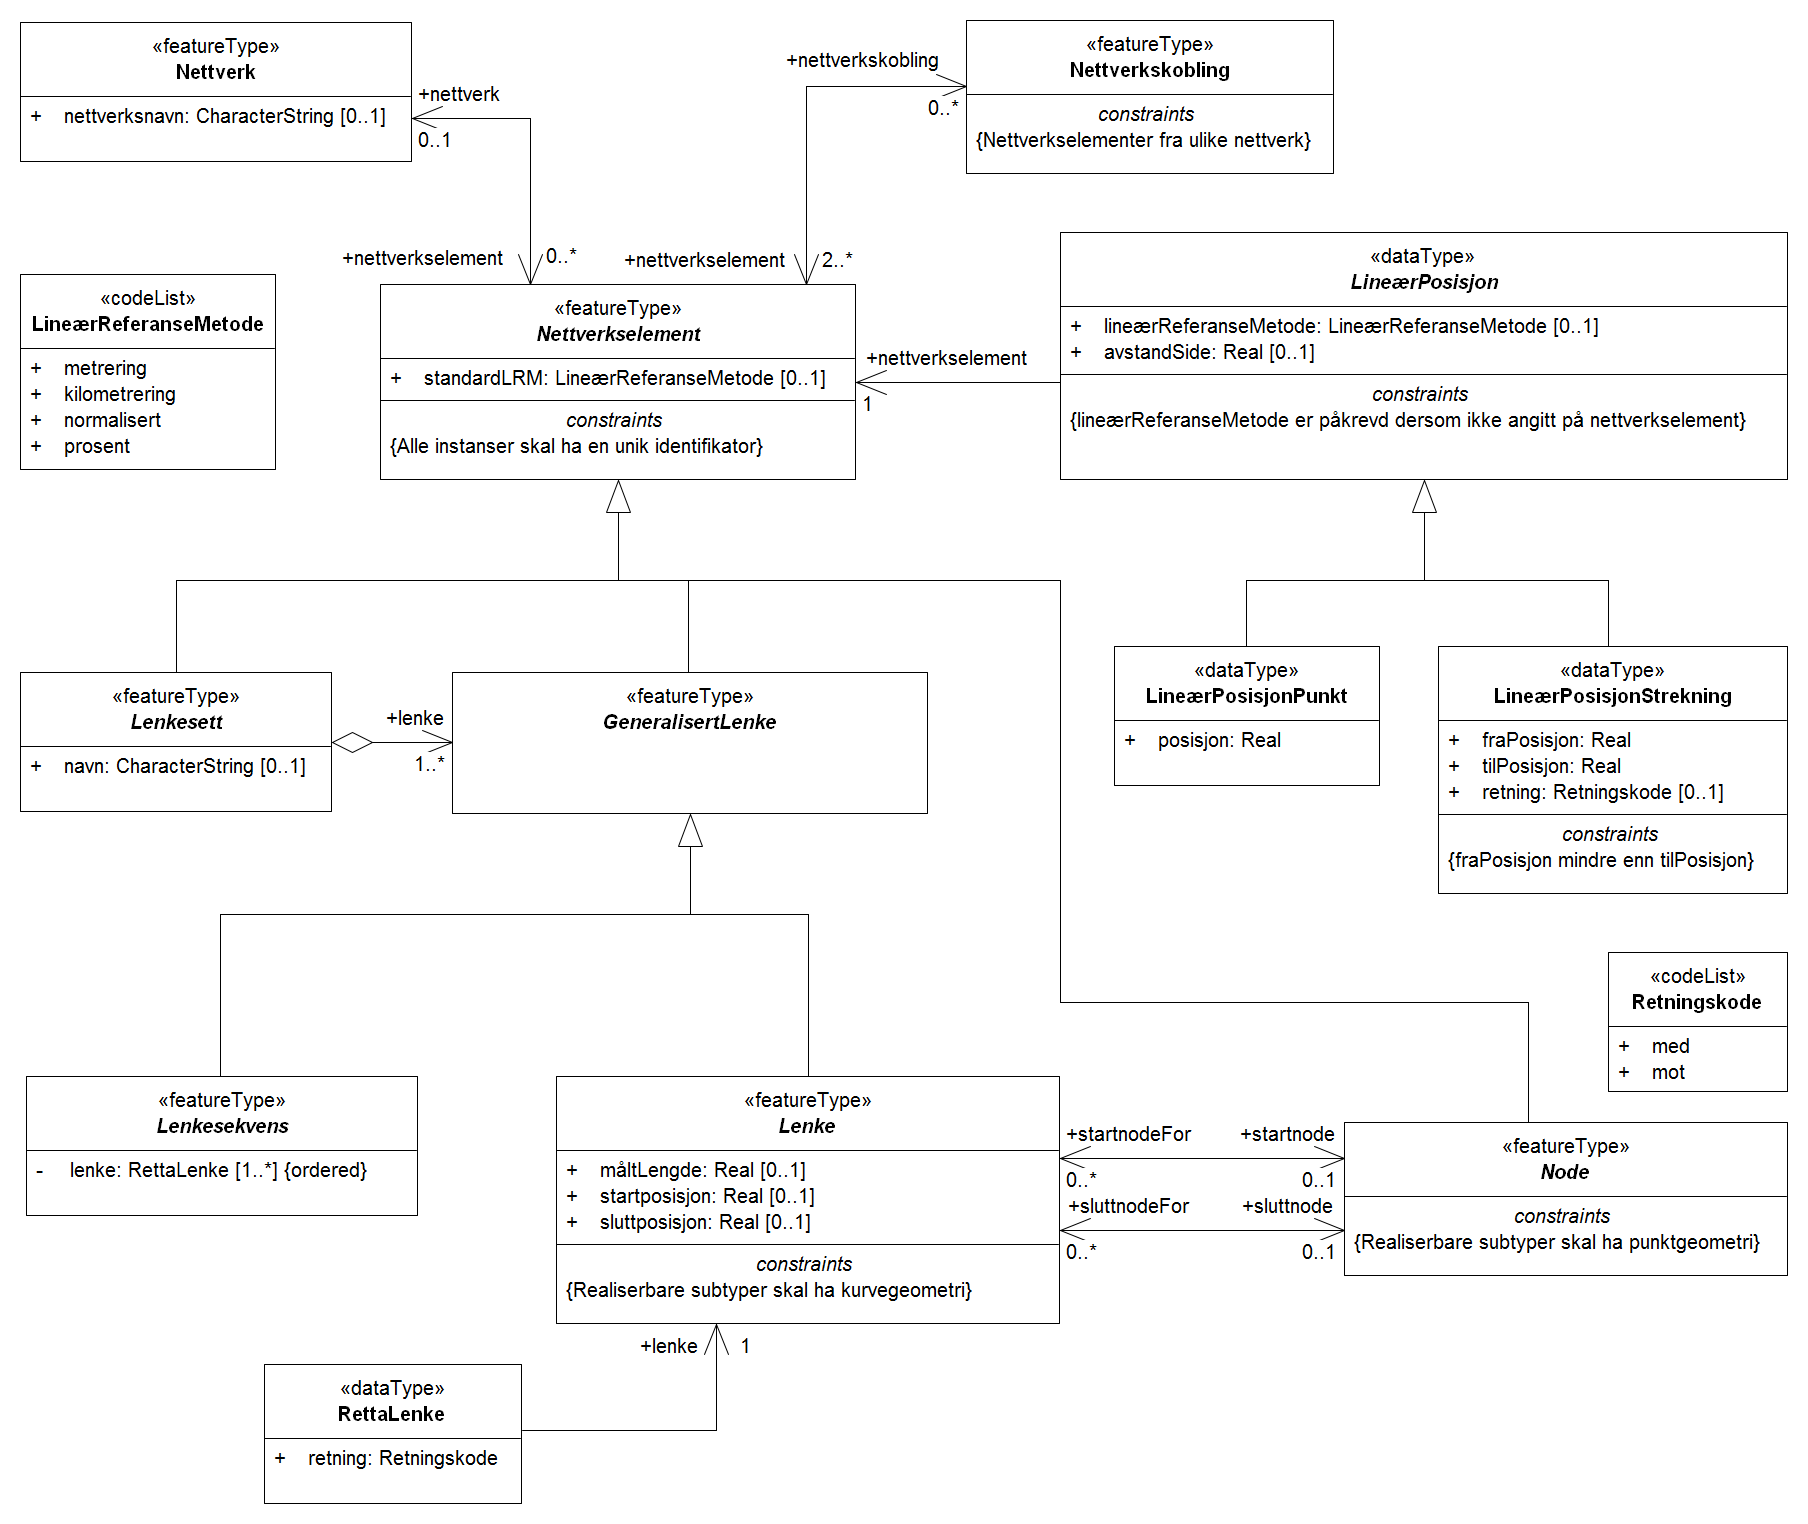 «featureType»
Nettverk
+ nettverksnavn: CharacterString [0..1]
+nettverk
0..1
+nettverkskobling
0..*
«featureType»
Nettverkskobling
constraints
{Nettverkselementer fra ulike nettverk}
+nettverkselement
0..*
+nettverkselement
2..*
«codeList»
LineærReferanseMetode
+ metrering
+ kilometrering
+ normalisert
+ prosent
«featureType»
Nettverkselement
+ standardLRM: LineærReferanseMetode [0..1]
constraints
{Alle instanser skal ha en unik identifikator}
+nettverkselement
1
«dataType»
LineærPosisjon
+ lineærReferanseMetode: LineærReferanseMetode [0..1]
+ avstandSide: Real [0..1]
constraints
{lineærReferanseMetode er påkrevd dersom ikke angitt på nettverkselement}
«featureType»
Lenkesett
+ navn: CharacterString [0..1]
+lenke
1..*
«featureType»
GeneralisertLenke
«dataType»
LineærPosisjonPunkt
+ posisjon: Real
«dataType»
LineærPosisjonStrekning
+ fraPosisjon: Real
+ tilPosisjon: Real
+ retning: Retningskode [0..1]
constraints
{fraPosisjon mindre enn tilPosisjon}
«codeList»
Retningskode
+ med
+ mot
«featureType»
Lenkesekvens
- lenke: RettaLenke [1..*] {ordered}
«featureType»
Lenke
+ måltLengde: Real [0..1]
+ startposisjon: Real [0..1]
+ sluttposisjon: Real [0..1]
constraints
{Realiserbare subtyper skal ha kurvegeometri}
+startnodeFor
0..*
+startnode
0..1
+sluttnodeFor
0..*
+sluttnode
0..1
«featureType»
Node
constraints
{Realiserbare subtyper skal ha punktgeometri}
+lenke
1
«dataType»
RettaLenke
+ retning: Retningskode